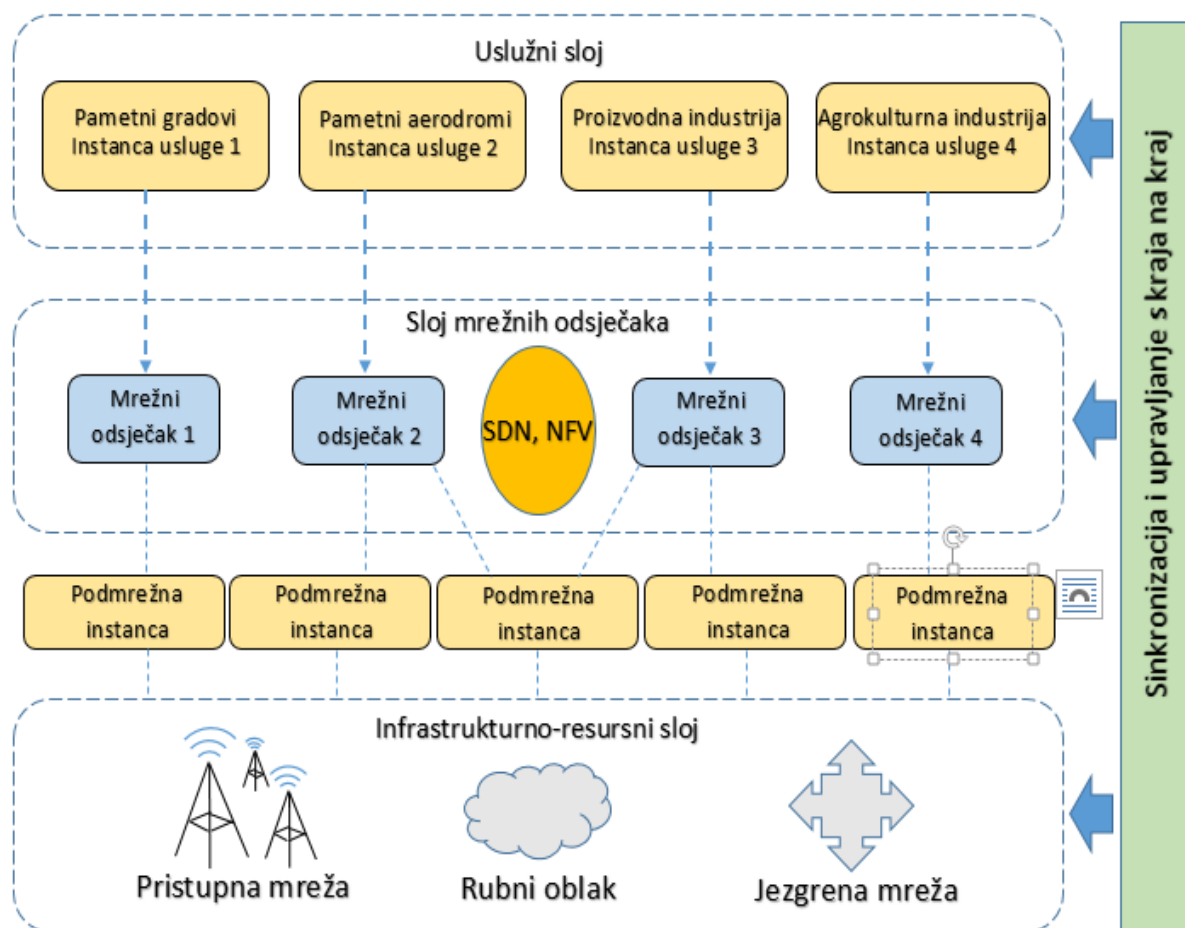 Uslužni sloj
Pametni gradovi
Instanca usluge 1
Pametni aerodromi
Instanca usluge 2
Proizvodna industrija
Instanca usluge 3
Agrokulturna industrija
Instanca usluge 4
Sloj mrežnih odsječaka
Mrežni
odsječak 1
Mrežni
odsječak 2
SDN, NFV
Mrežni
odsječak 3
Mrežni
odsječak 4
Podmrežna
instanca
Podmrežna
instanca
Podmrežna
instanca
Podmrežna
instanca
Podmrežna
instanca
Infrastrukturno-resursni sloj
Pristupna mreža
Rubni oblak
Jezgrena mreža
Sinkronizacija i upravljanje s kraja na kraj